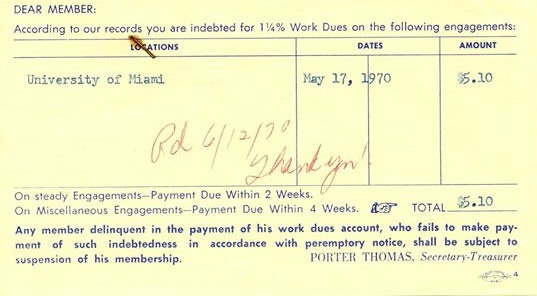 DEAR MEMBER:
According to our records you are indebted for 1¼% Work Dues on the following engagements:
LOCATIONS DATES AMOUNT
University of Miami May 17, 1970 $5.10
Pd 6/12/70
Thank yn!
On steady Engagements—Payment Due Within 2 Weeks.
On Miscellaneous Engagements—Payment Due Within 4 Weeks. ☞ TOTAL $5.10
Any member delinquent in the payment of his work dues account, who fails to make pay-
ment of such indebtedness in accordance with peremptory notice, shall be subject to
suspension of his membership. PORTER THOMAS, Secretary-Treasurer
4